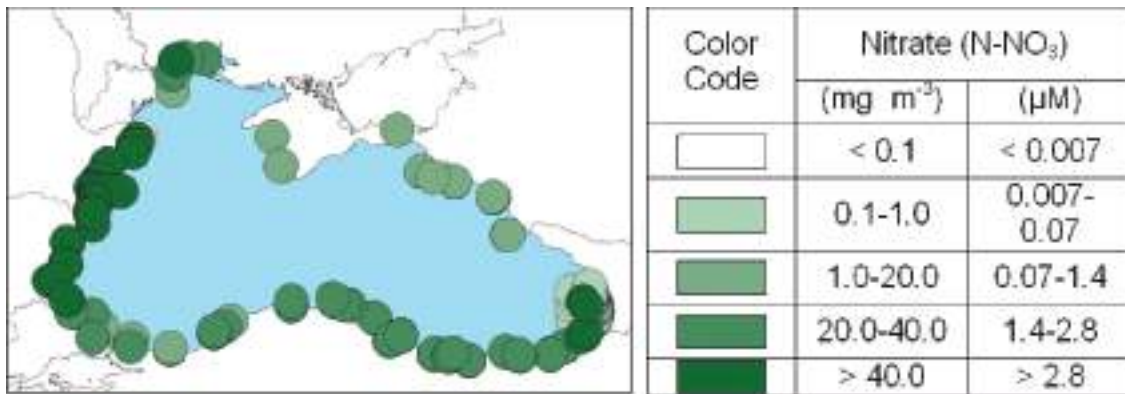 Color Code
Nitrate (N-NO₃)
(mg m⁻³)
(µM)
< 0.1
< 0.007
0.1-1.0
0.007-
0.07
1.0-20.0
0.07-1.4
20.0-40.0
1.4-2.8
> 40.0
> 2.8